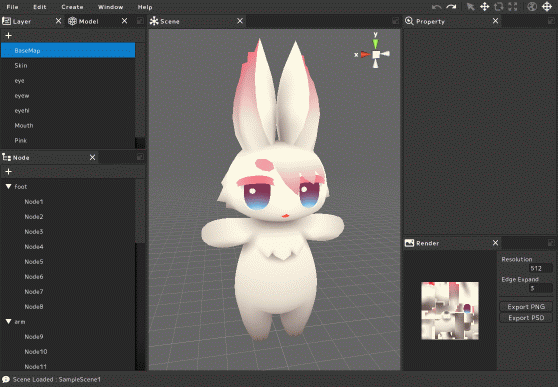 File Edit Create Window Help
Layer
Model
Scene
Property
BaseMap
Skin
eye
eyew
eyehl
Mouth
Pink
Node
foot
Node1
Node2
Node3
Node4
Node5
Node6
Node7
Node8
arm
Node9
Node10
Node11
y
x
Render
Resolution
512
Edge Expand
5
Export PNG
Export PSD
Scene Loaded : SampleScene1